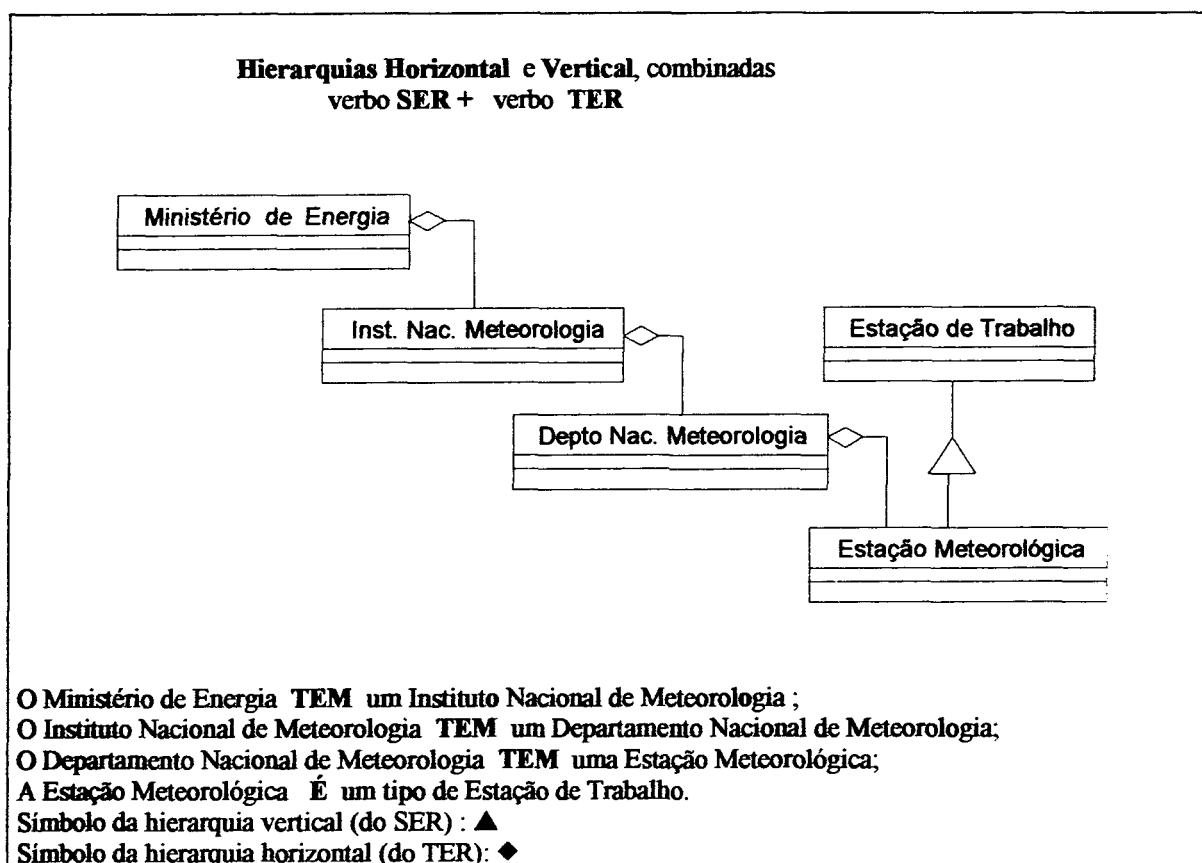 Hierarquias Horizontal e Vertical, combinadas
verbo SER + verbo TER
Ministério de Energia
Inst. Nac. Meteorologia
Estação de Trabalho
Depto Nac. Meteorologia
Estação Meteorológica
O Ministério de Energia TEM um Instituto Nacional de Meteorologia ;
O Instituto Nacional de Meteorologia TEM um Departamento Nacional de Meteorologia;
O Departamento Nacional de Meteorologia TEM uma Estação Meteorológica;
A Estação Meteorológica É um tipo de Estação de Trabalho.
Símbolo da hierarquia vertical (do SER) : ▲
Símbolo da hierarquia horizontal (do TER): ◆